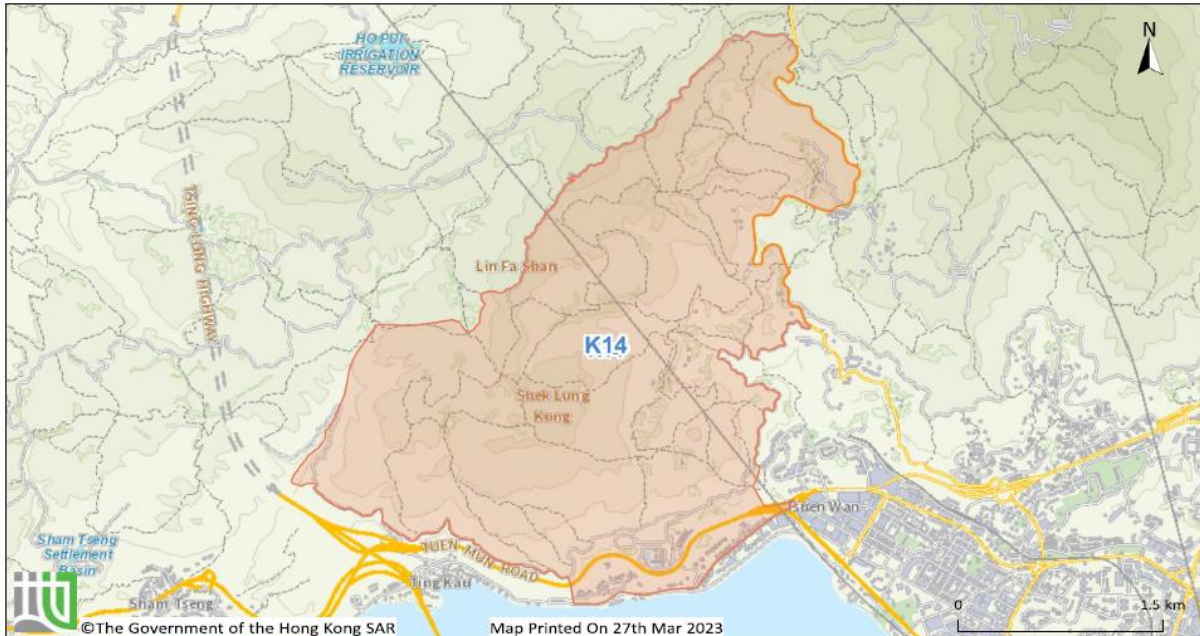 N
HO PUI
IRRIGATION
RESERVOIR
TSING LONG HIGHWAY
Lin Fa Shan
K14
Shek Lung
Kong
Tsuen Wan
Sham Tseng
Settlement
Basin
TUEN MUN ROAD
Ting Kau
Sham Tseng
0 1.5 km
©The Government of the Hong Kong SAR
Map Printed On 27th Mar 2023